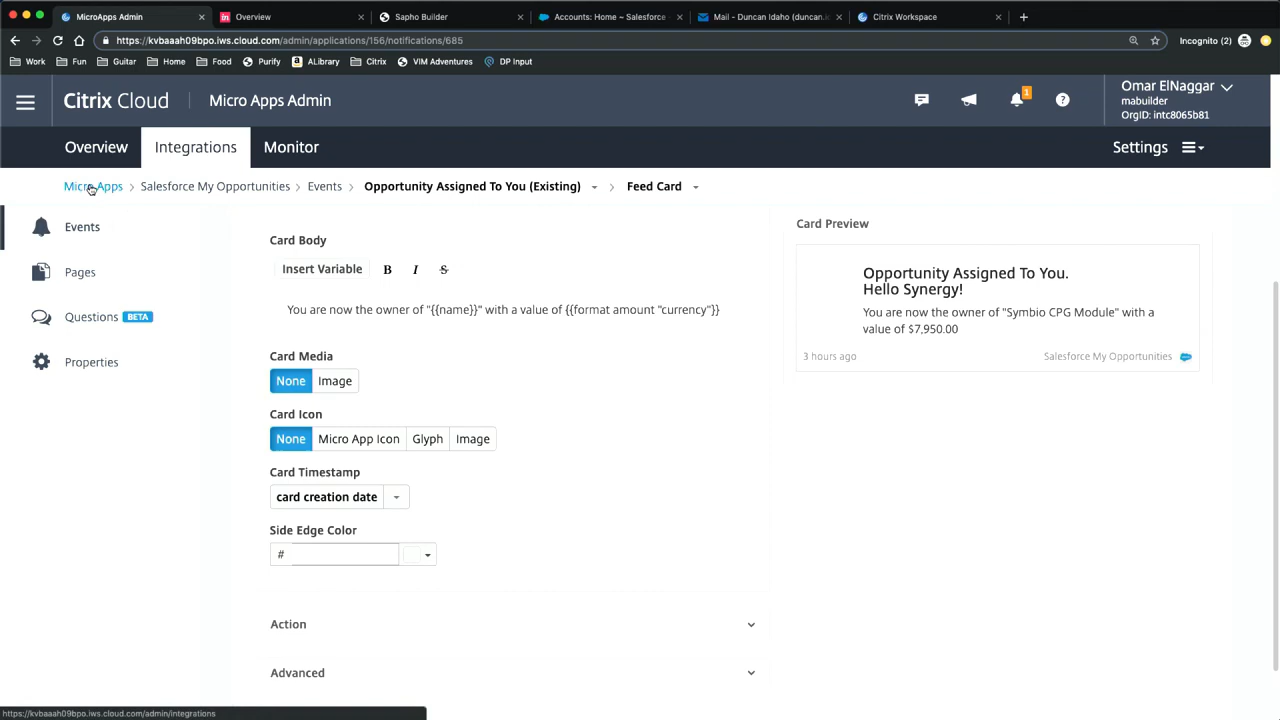 MicroApps Admin
Overview
Sapho Builder
Accounts: Home ~ Salesforce
Mail - Duncan Idaho (duncan.i
Citrix Workspace
https://kvbaaah09bpo.iws.cloud.com/admin/applications/156/notifications/685
Incognito (2)
Work
Fun
Guitar
Home
Food
Purify
ALibrary
Citrix
VIM Adventures
DP Input
Citrix Cloud
Micro Apps Admin
1
Omar ElNaggar
mabuilder
OrgID: intc8065b81
Overview
Integrations
Monitor
Settings
Micro Apps > Salesforce My Opportunities > Events > Opportunity Assigned To You (Existing) > Feed Card
Events
Pages
Questions BETA
Properties
Card Body
Insert Variable B I S
You are now the owner of "{{name}}" with a value of {{format amount "currency"}}
Card Media
None Image
Card Icon
None Micro App Icon Glyph Image
Card Timestamp
card creation date
Side Edge Color
#
Action
Advanced
Card Preview
Opportunity Assigned To You.
Hello Synergy!
You are now the owner of "Symbio CPG Module" with a
value of $7,950.00
3 hours ago
Salesforce My Opportunities
https://kvbaaah09bpo.iws.cloud.com/admin/integrations